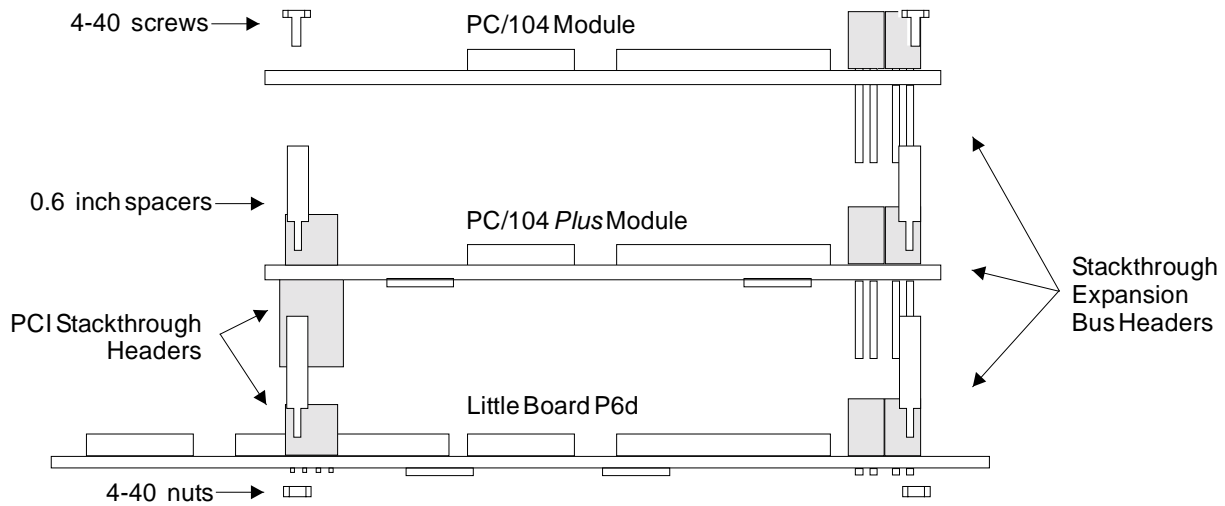 4-40 screws
PC/104 Module
0.6 inch spacers
PC/104 Plus Module
Stackthrough
Expansion
Bus Headers
PCI Stackthrough
Headers
Little Board P6d
4-40 nuts